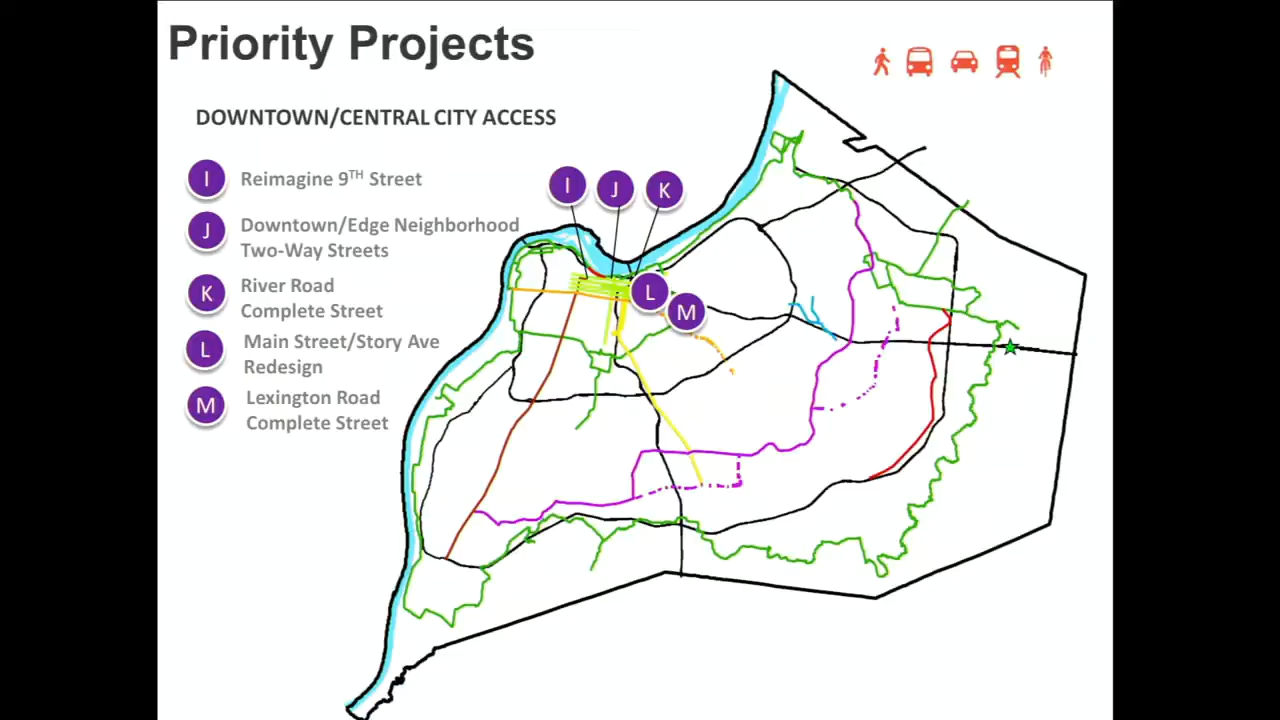 Priority Projects
DOWNTOWN/CENTRAL CITY ACCESS
I Reimagine 9TH Street
J Downtown/Edge Neighborhood
Two-Way Streets
K River Road
Complete Street
L Main Street/Story Ave
Redesign
M Lexington Road
Complete Street
I J K
L
M